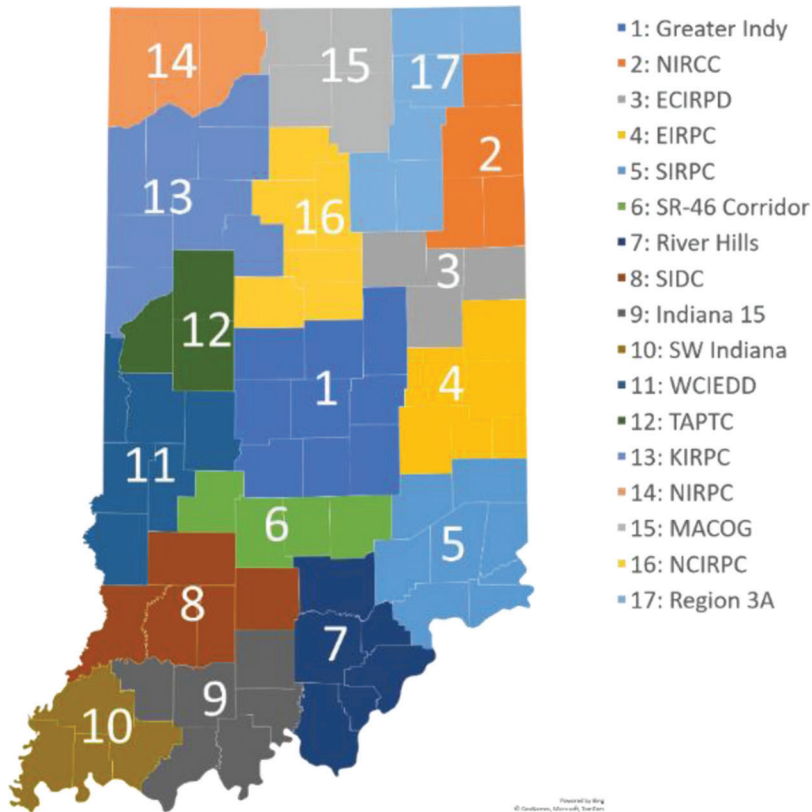 14
15
17
2
13
16
3
12
1
4
11
6
5
8
7
9
10
1: Greater Indy
2: NIRCC
3: ECIRPD
4: EIRPC
5: SIRPC
6: SR-46 Corridor
7: River Hills
8: SIDC
9: Indiana 15
10: SW Indiana
11: WCIEDD
12: TAPTC
13: KIRPC
14: NIRPC
15: MACOG
16: NCIRPC
17: Region 3A
Powered by Bing
© GeoNames, Microsoft, TomTom